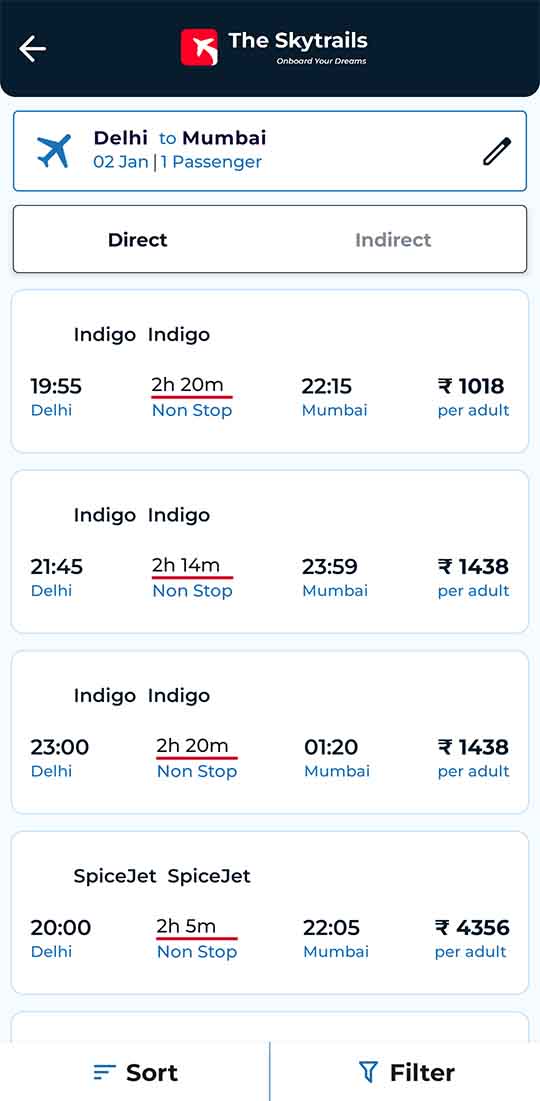 The Skytrails
Onboard Your Dreams
Delhi to Mumbai
02 Jan | 1 Passenger
Direct Indirect
Indigo Indigo
19:55 2h 20m 22:15 ₹ 1018
Delhi Non Stop Mumbai per adult
Indigo Indigo
21:45 2h 14m 23:59 ₹ 1438
Delhi Non Stop Mumbai per adult
Indigo Indigo
23:00 2h 20m 01:20 ₹ 1438
Delhi Non Stop Mumbai per adult
SpiceJet SpiceJet
20:00 2h 5m 22:05 ₹ 4356
Delhi Non Stop Mumbai per adult
Sort Filter